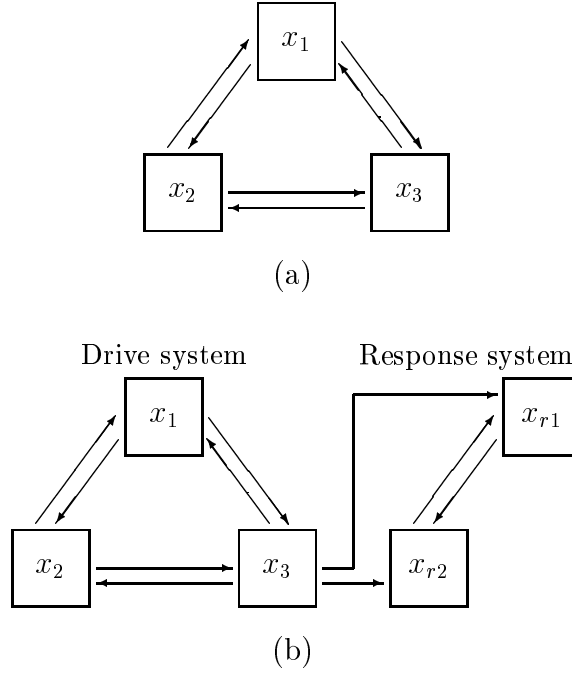 x1
x2 x3
(a)
Drive system Response system
x1 xr1
x2 x3 xr2
(b)